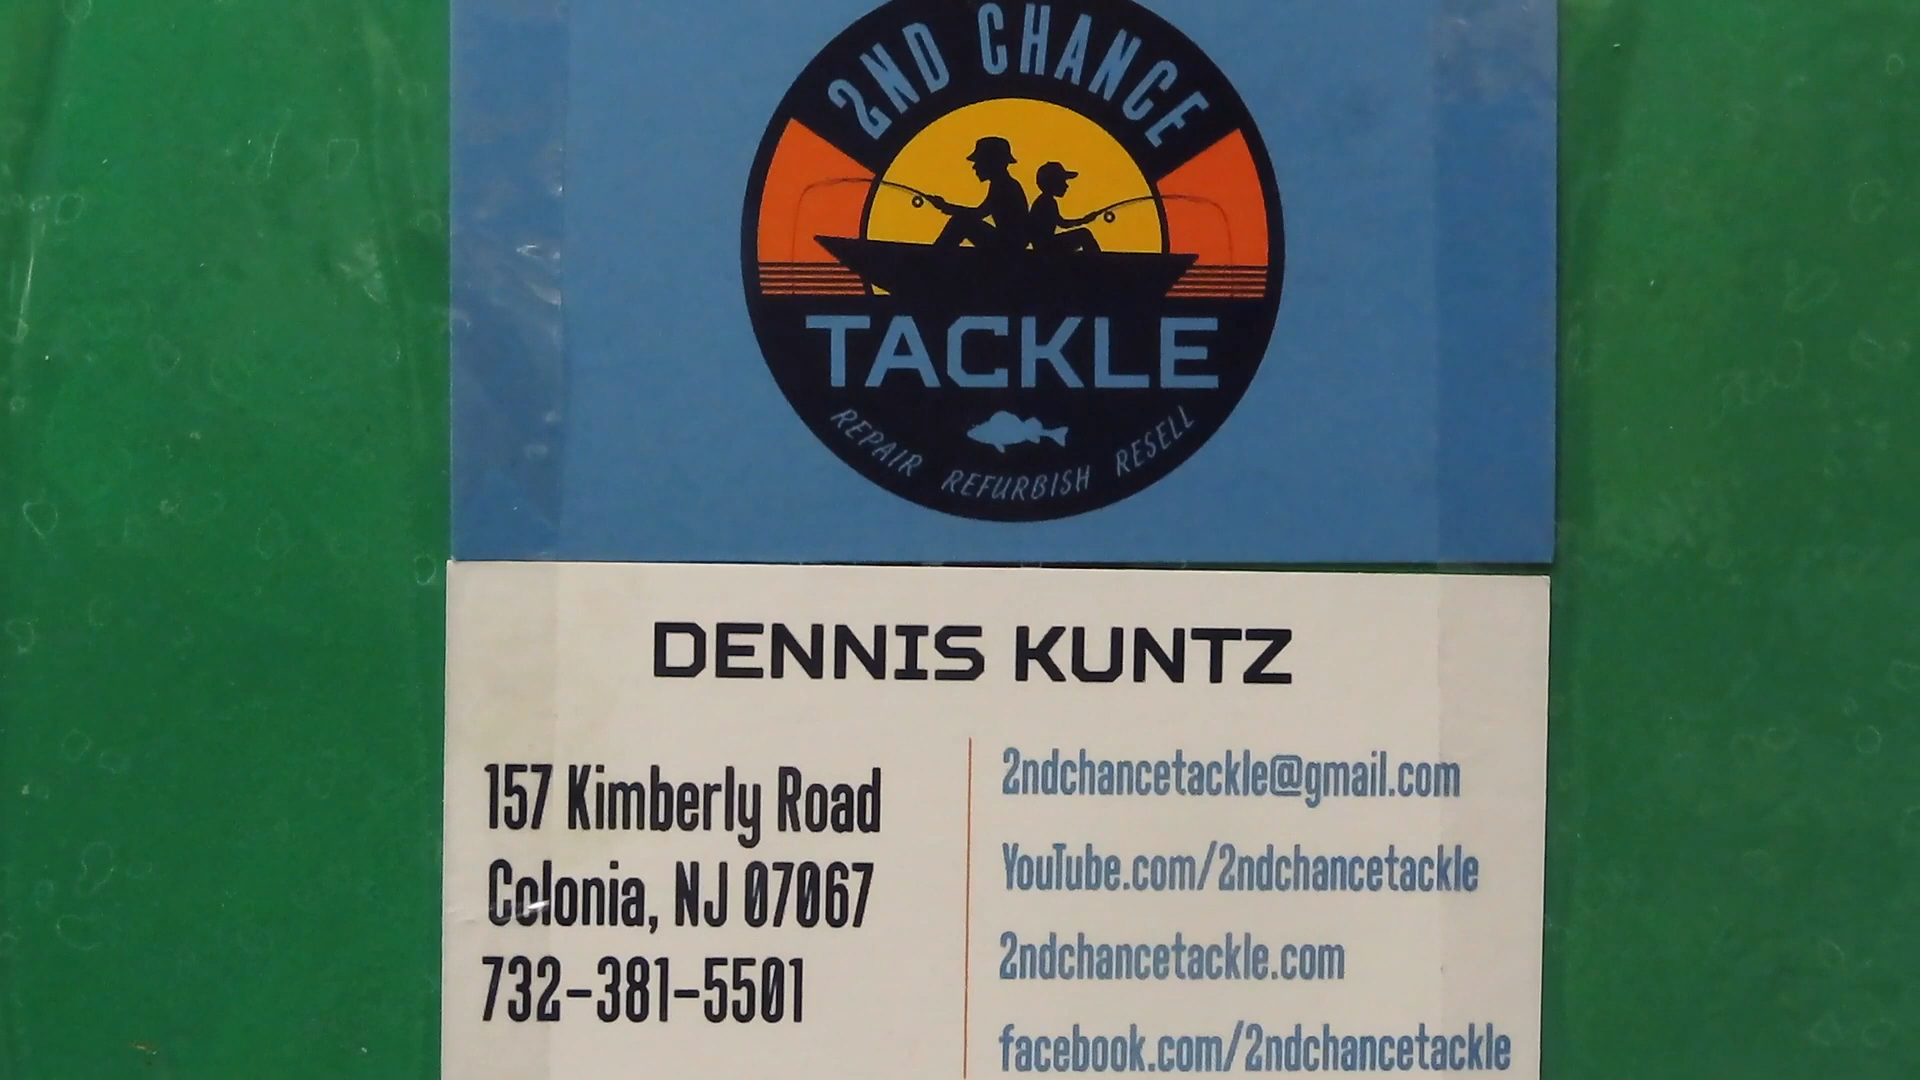 2ND CHANCE
TACKLE
REPAIR REFURBISH RESELL
DENNIS KUNTZ
157 Kimberly Road
Colonia, NJ 07067
732-381-5501
2ndchancetackle@gmail.com
YouTube.com/2ndchancetackle
2ndchancetackle.com
facebook.com/2ndchancetackle